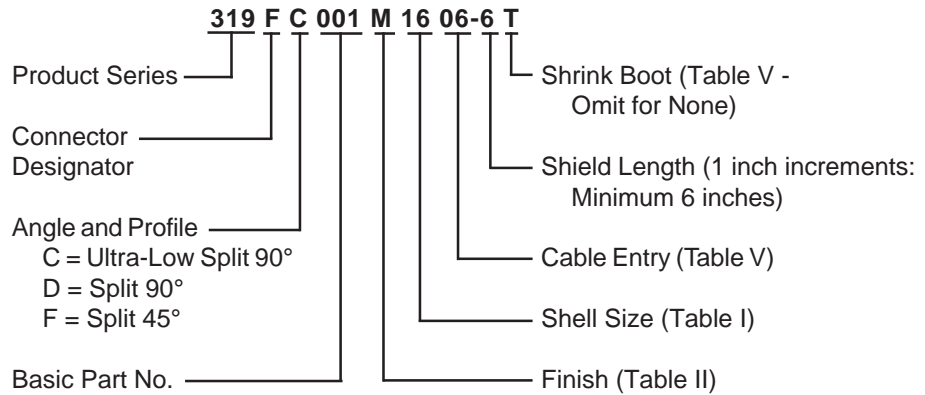 319 F C 001 M 16 06-6 T
Product Series
Connector
Designator
Angle and Profile
C = Ultra-Low Split 90°
D = Split 90°
F = Split 45°
Basic Part No.
Shrink Boot (Table V -
Omit for None)
Shield Length (1 inch increments:
Minimum 6 inches)
Cable Entry (Table V)
Shell Size (Table I)
Finish (Table II)